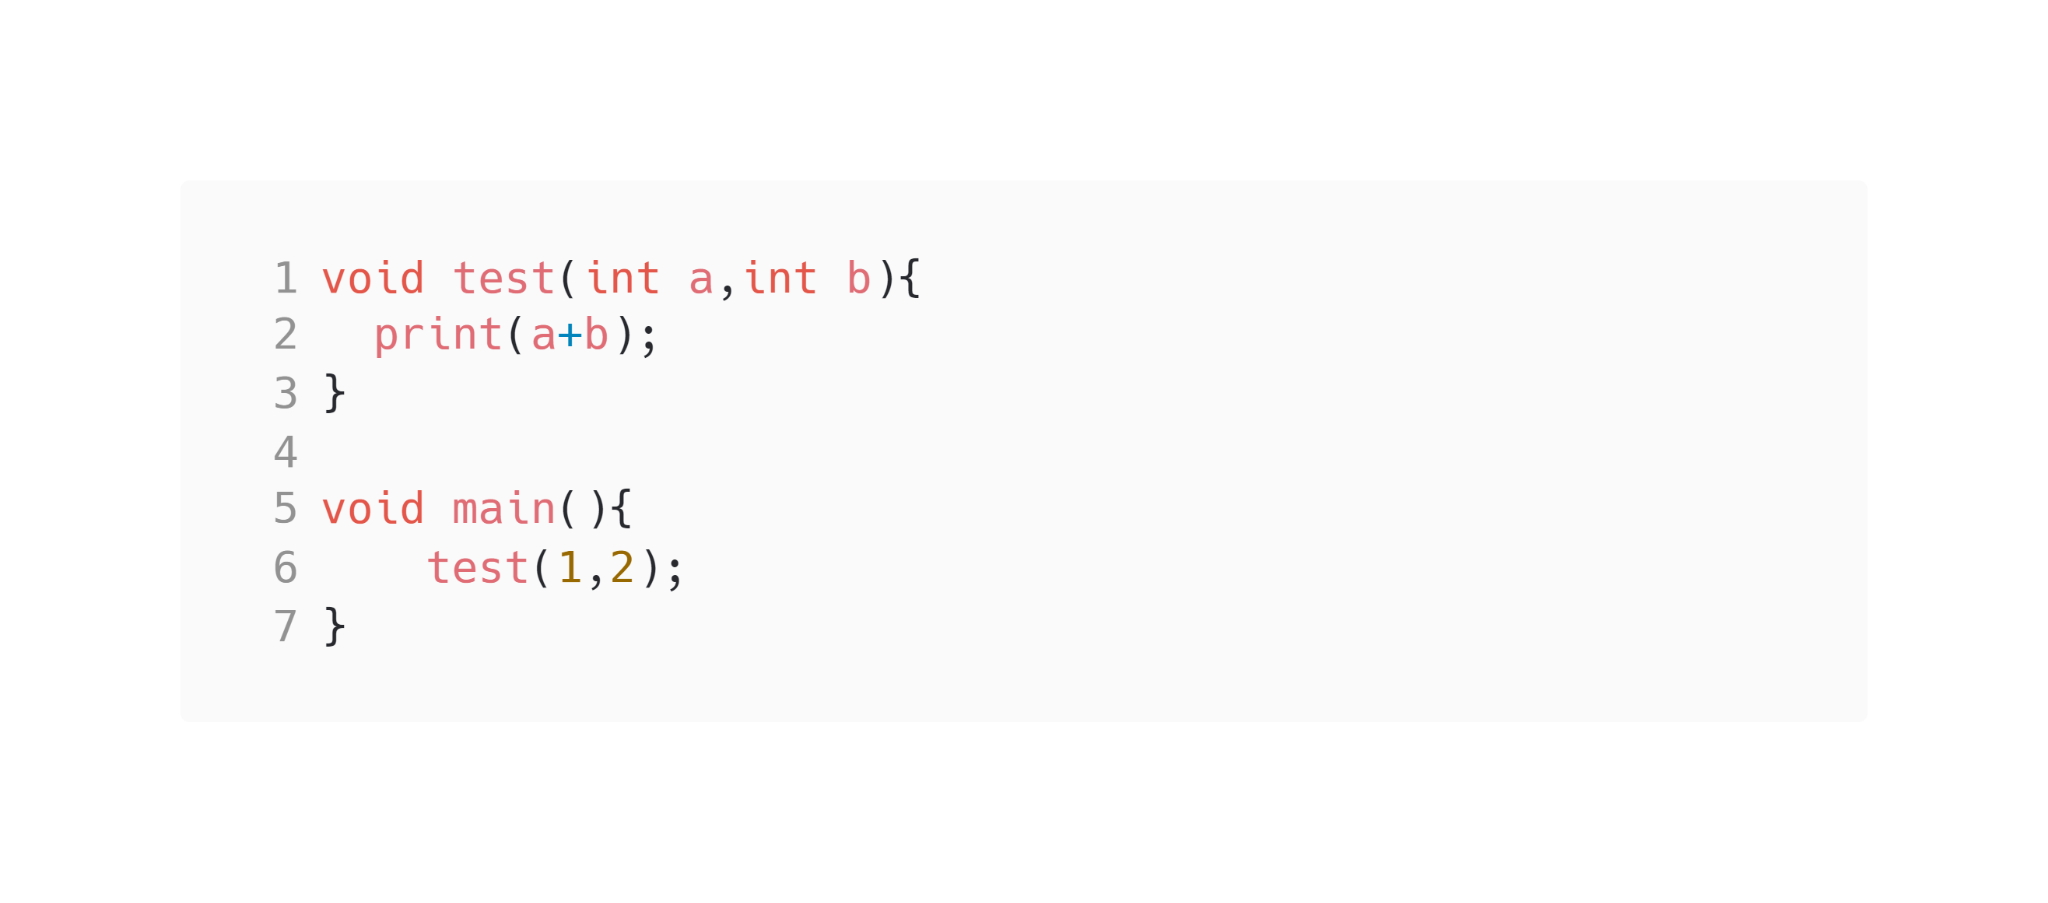 1 void test(int a,int b){
2   print(a+b);
3 }
4
5 void main(){
6     test(1,2);
7 }